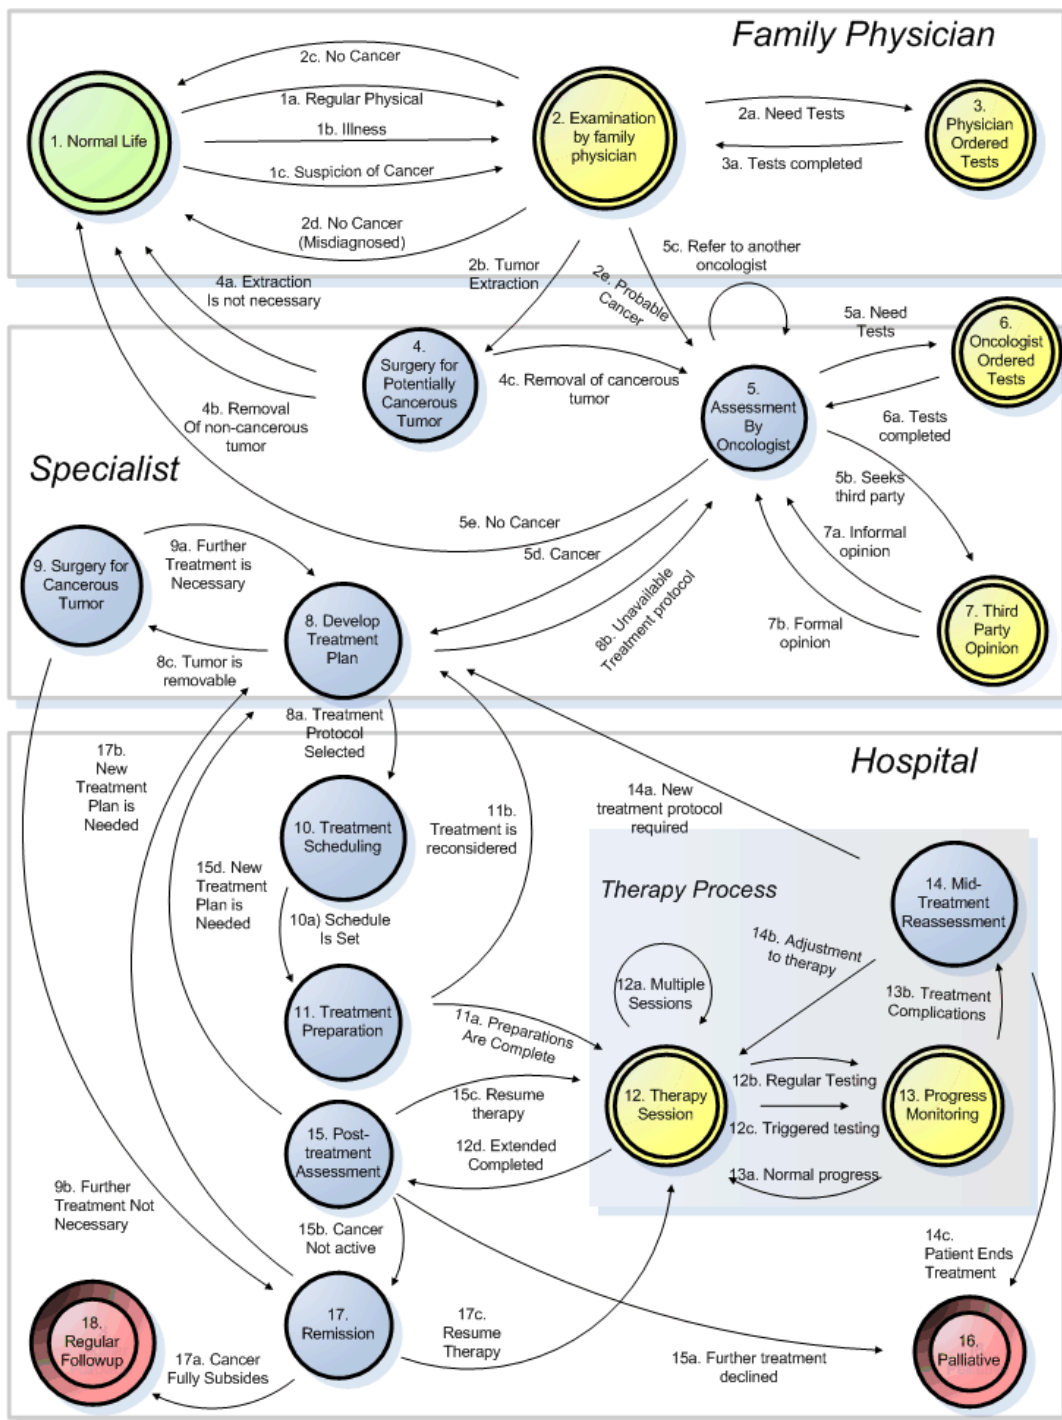 Family Physician
2c. No Cancer
1a. Regular Physical
1b. Illness
1c. Suspicion of Cancer
1. Normal Life
2. Examination
by family
physician
2a. Need Tests
3a. Tests completed
3.
Physician
Ordered
Tests
2d. No Cancer
(Misdiagnosed)
4a. Extraction
Is not necessary
2b. Tumor
Extraction
2e. Probable
Cancer
5c. Refer to another
oncologist
5a. Need
Tests
6.
Oncologist
Ordered
Tests
4.
Surgery for
Potentially
Cancerous
Tumor
4c. Removal of cancerous
tumor
5.
Assessment
By
Oncologist
6a. Tests
completed
4b. Removal
Of non-cancerous
tumor
Specialist
5b. Seeks
third party
5e. No Cancer
5d. Cancer
7a. Informal
opinion
9a. Further
Treatment is
Necessary
9. Surgery for
Cancerous
Tumor
8. Develop
Treatment
Plan
8b. Unavailable
Treatment protocol
7b. Formal
opinion
7. Third
Party
Opinion
8c. Tumor is
removable
8a. Treatment
Protocol
Selected
Hospital
17b.
New
Treatment
Plan is
Needed
14a. New
treatment protocol
required
11b.
Treatment is
reconsidered
10. Treatment
Scheduling
15d. New
Treatment
Plan is
Needed
Therapy Process
14. Mid-
Treatment
Reassessment
10a) Schedule
Is Set
14b. Adjustment
to therapy
12a. Multiple
Sessions
13b. Treatment
Complications
11. Treatment
Preparation
11a. Preparations
Are Complete
12b. Regular Testing
12. Therapy
Session
13. Progress
Monitoring
15c. Resume
therapy
12c. Triggered testing
15. Post-
treatment
Assessment
12d. Extended
Completed
13a. Normal progress
9b. Further
Treatment Not
Necessary
15b. Cancer
Not active
14c.
Patient Ends
Treatment
18.
Regular
Followup
17.
Remission
17c.
Resume
Therapy
16.
Palliative
17a. Cancer
Fully Subsides
15a. Further treatment
declined